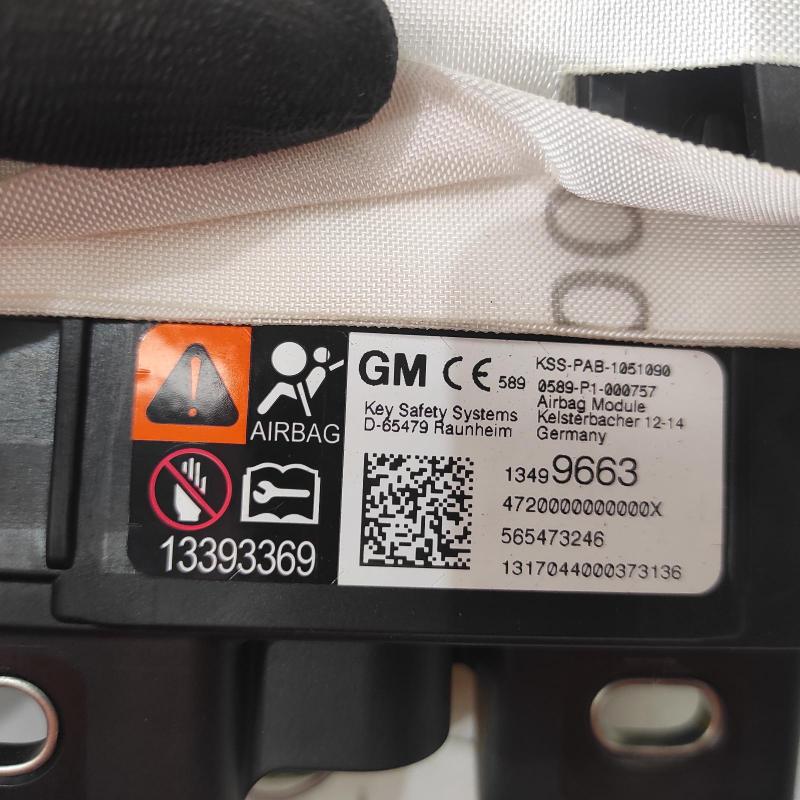 AIRBAG
13393369
GM CE 589
Key Safety Systems
D-65479 Raunheim
KSS-PAB-1051090
0589-P1-000757
Airbag Module
Kelsterbacher 12-14
Germany
13499663
4720000000000X
565473246
1317044000373136